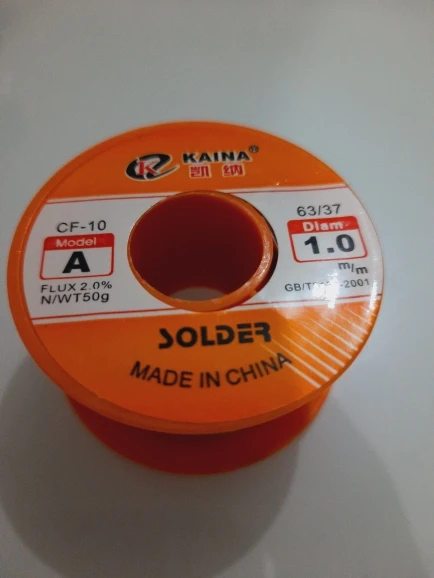 KAINA®
凯纳
CF-10
Model
A
FLUX 2.0%
N/WT50g
63/37
Diam
1.0
m/m
-2001
SOLDER
MADE IN CHINA